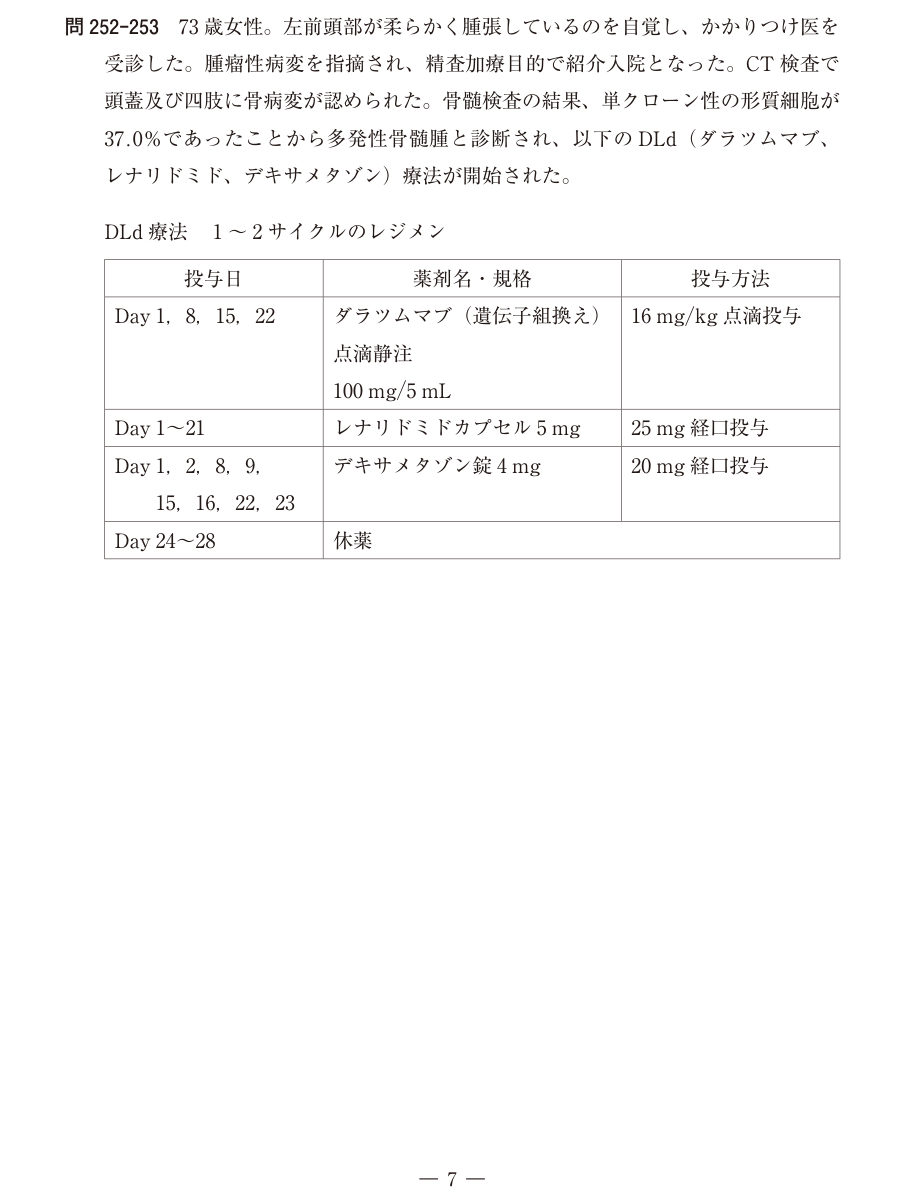 問 252-253　73 歳女性。左前頭部が柔らかく腫張しているのを自覚し、かかりつけ医を
受診した。腫瘤性病変を指摘され、精査加療目的で紹介入院となった。CT 検査で
頭蓋及び四肢に骨病変が認められた。骨髄検査の結果、単クローン性の形質細胞が
37.0%であったことから多発性骨髄腫と診断され、以下の DLd（ダラツムマブ、
レナリドミド、デキサメタゾン）療法が開始された。
DLd 療法　1 〜 2 サイクルのレジメン
投与日　薬剤名・規格　投与方法
Day 1, 8, 15, 22　ダラツムマブ（遺伝子組換え）　16 mg/kg 点滴投与
点滴静注
100 mg/5 mL
Day 1〜21　レナリドミドカプセル 5 mg　25 mg 経口投与
Day 1, 2, 8, 9,　デキサメタゾン錠 4 mg　20 mg 経口投与
15, 16, 22, 23
Day 24〜28　休薬
— 7 —